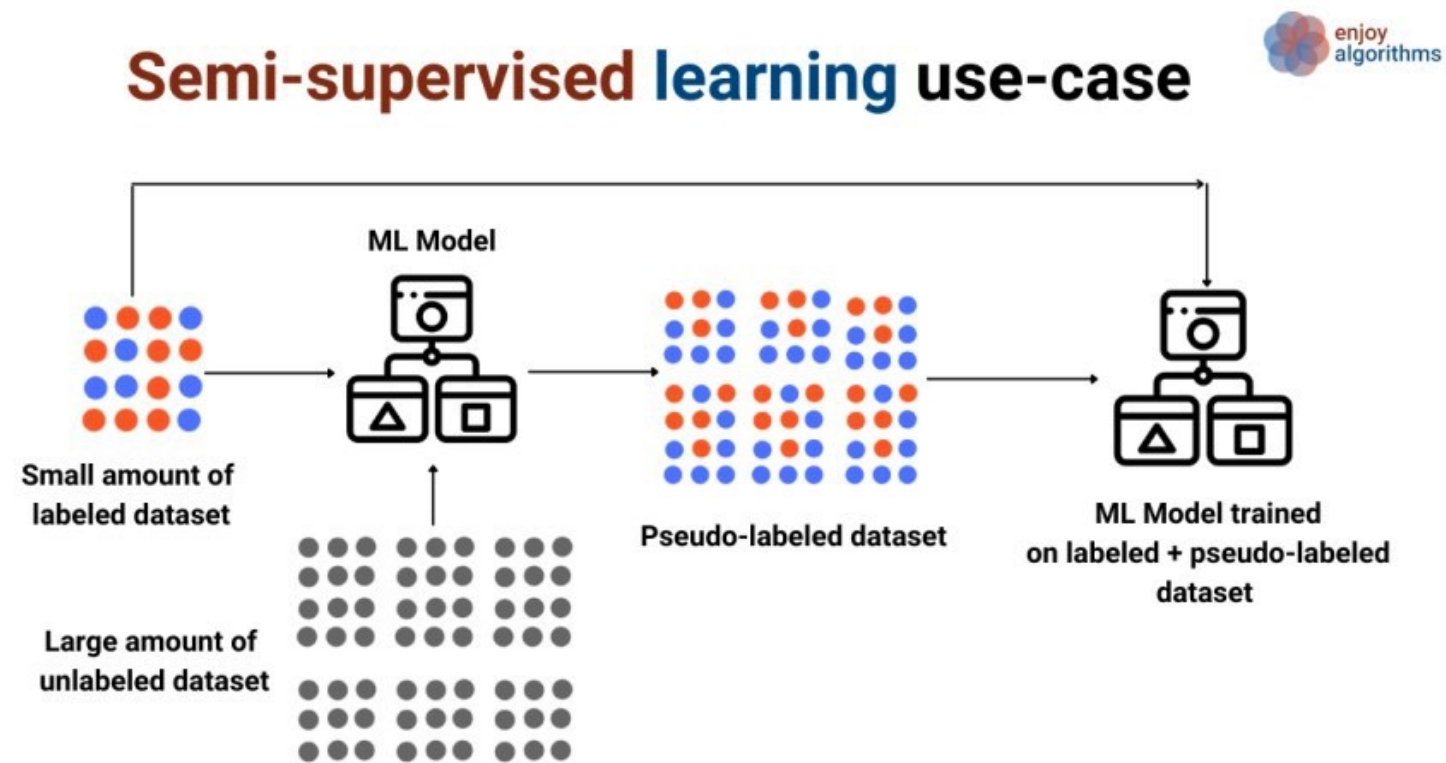 enjoy
algorithms
Semi-supervised learning use-case
ML Model
Small amount of
labeled dataset
Pseudo-labeled dataset
ML Model trained
on labeled + pseudo-labeled
dataset
Large amount of
unlabeled dataset